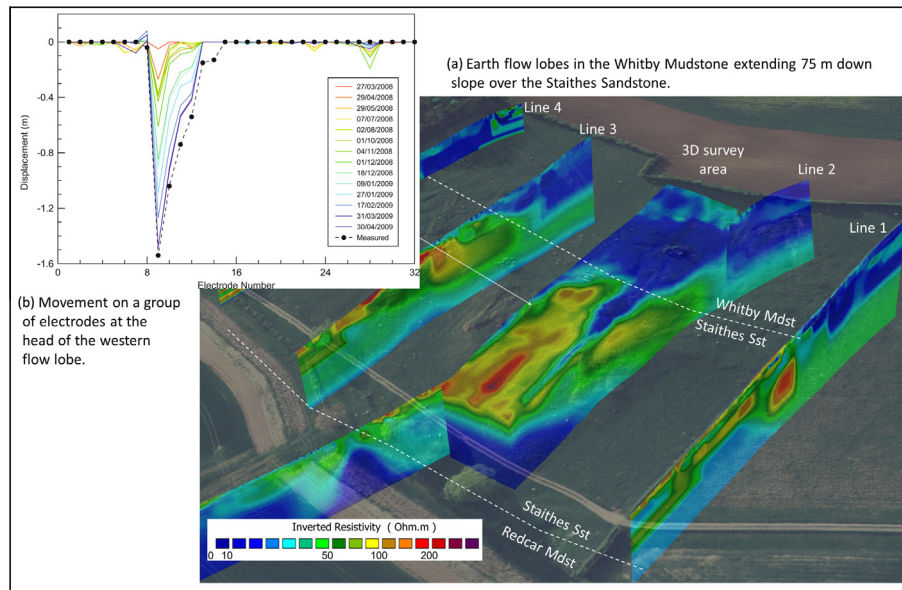 0
-0.4
-0.8
-1.2
-1.6
Displacement (m)
0 8 16 24 32
Electrode Number
27/03/2008
29/04/2008
29/05/2008
07/07/2008
02/08/2008
01/10/2008
04/11/2008
01/12/2008
18/12/2008
09/01/2009
27/01/2009
17/02/2009
31/03/2009
30/04/2009
Measured
(a) Earth flow lobes in the Whitby Mudstone extending 75 m down
slope over the Staithes Sandstone.
Line 4
Line 3
3D survey
area
Line 2
Line 1
(b) Movement on a group
of electrodes at the
head of the western
flow lobe.
Whitby Mdst
Staithes Sst
Staithes Sst
Redcar Mdst
Inverted Resistivity ( Ohm.m )
0 10 50 100 200